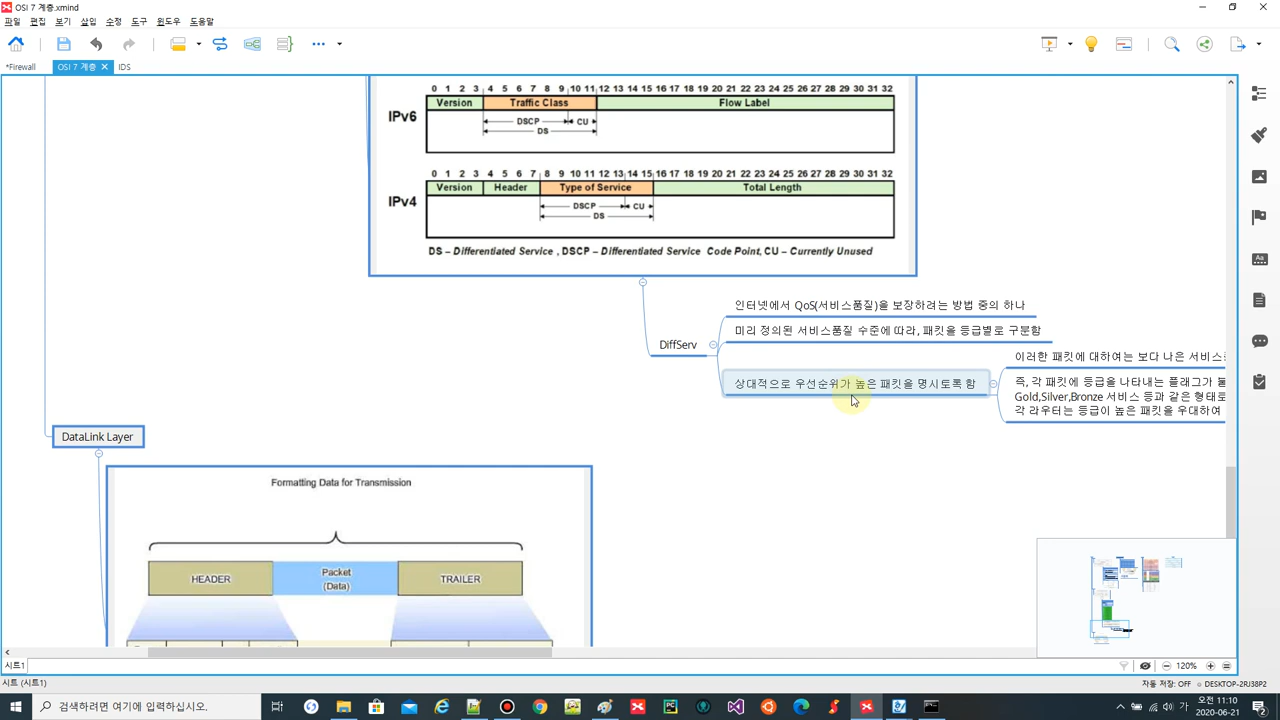 OSI 7 계층.xmind
파일 편집 보기 삽입 수정 도구 윈도우 도움말
*Firewall OSI 7 계층 IDS
0 1 2 3 4 5 6 7 8 9 10 11 12 13 14 15 16 17 18 19 20 21 22 23 24 25 26 27 28 29 30 31 32
Version Traffic Class Flow Label
IPv6
DSCP CU
DS
0 1 2 3 4 5 6 7 8 9 10 11 12 13 14 15 16 17 18 19 20 21 22 23 24 25 26 27 28 29 30 31 32
Version Header Type of Service Total Length
IPv4
DSCP CU
DS
DS – Differentiated Service , DSCP – Differentiated Service Code Point, CU – Currently Unused
인터넷에서 QoS(서비스품질)을 보장하려는 방법 중의 하나
미리 정의된 서비스품질 수준에 따라, 패킷을 등급별로 구분함
DiffServ
이러한 패킷에 대하여는 보다 나은 서비스
상대적으로 우선순위가 높은 패킷을 명시토록 함
즉, 각 패킷에 등급을 나타내는 플래그가
Gold,Silver,Bronze 서비스 등과 같은 형태로
각 라우터는 등급이 높은 패킷을 우대하여
DataLink Layer
Formatting Data for Transmission
HEADER
Packet
(Data)
TRAILER
시트1
120%
시트 (시트1)
자동 저장: OFF
DESKTOP-2RJ38P2
검색하려면 여기에 입력하십시오.
가
오전 11:10
2020-06-21
2